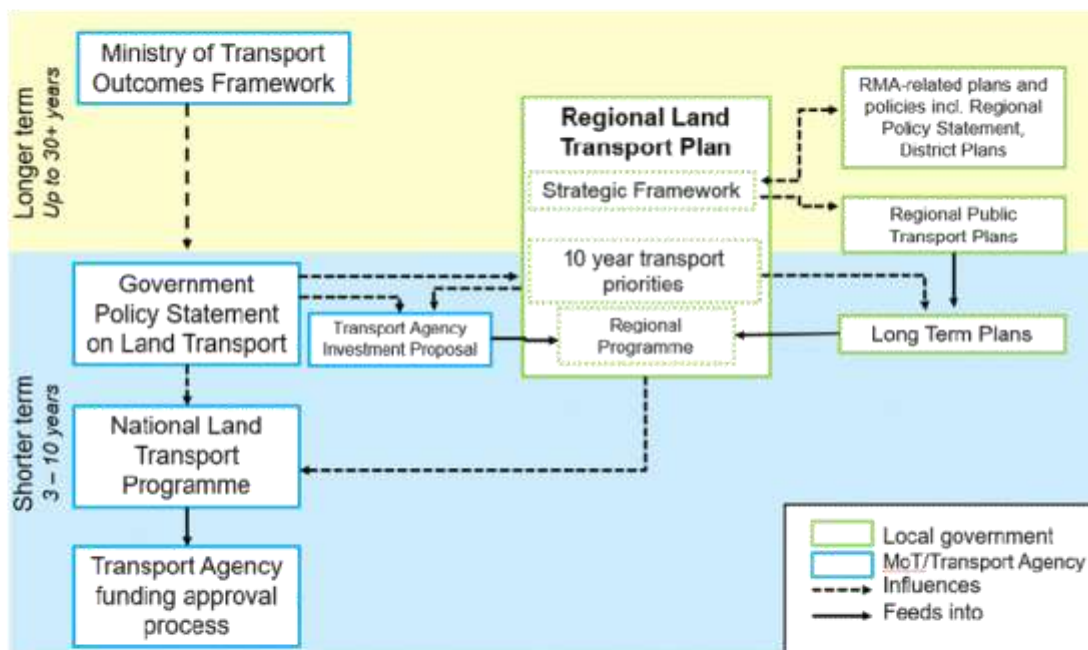 Longer term
Up to 30+ years
Ministry of Transport
Outcomes Framework
Regional Land
Transport Plan
Strategic Framework
RMA-related plans and
policies incl. Regional
Policy Statement,
District Plans
Regional Public
Transport Plans
Shorter term
3 – 10 years
Government
Policy Statement
on Land Transport
Transport Agency
Investment Proposal
10 year transport
priorities
Regional
Programme
Long Term Plans
National Land
Transport
Programme
Transport Agency
funding approval
process
Local government
MoT/Transport Agency
Influences
Feeds into